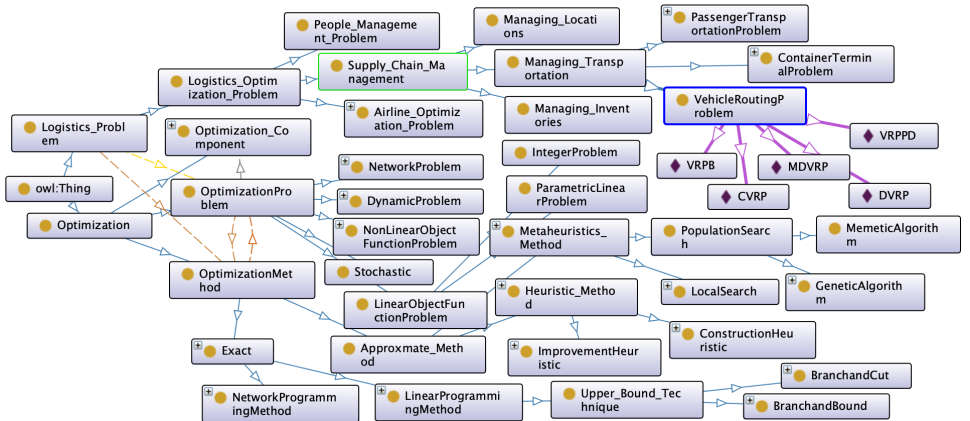 People_Manageme
nt_Problem
Managing_Locati
ons
PassengerTransp
ortationProblem
Supply_Chain_Ma
nagement
Managing_Transp
ortation
ContainerTermin
alProblem
Logistics_Optim
ization_Problem
Airline_Optimiz
ation_Problem
Managing_Invent
ories
VehicleRoutingP
roblem
Logistics_Probl
em
Optimization_Co
mponent
VRPPD
IntegerProblem
VRPB
MDVRP
NetworkProblem
ParametricLinea
rProblem
CVRP
DVRP
owl:Thing
OptimizationPro
blem
DynamicProblem
Optimization
NonLinearObject
FunctionProblem
Metaheuristics_
Method
PopulationSearc
h
MemeticAlgorith
m
Stochastic
OptimizationMet
hod
LinearObjectFun
ctionProblem
Heuristic_Metho
d
LocalSearch
GeneticAlgorith
m
Exact
Approxmate_Met
hod
ImprovementHeur
istic
ConstructionHeu
ristic
NetworkProgramm
ingMethod
LinearProgrammi
ngMethod
Upper_Bound_Tec
hnique
BranchandCut
BranchandBound